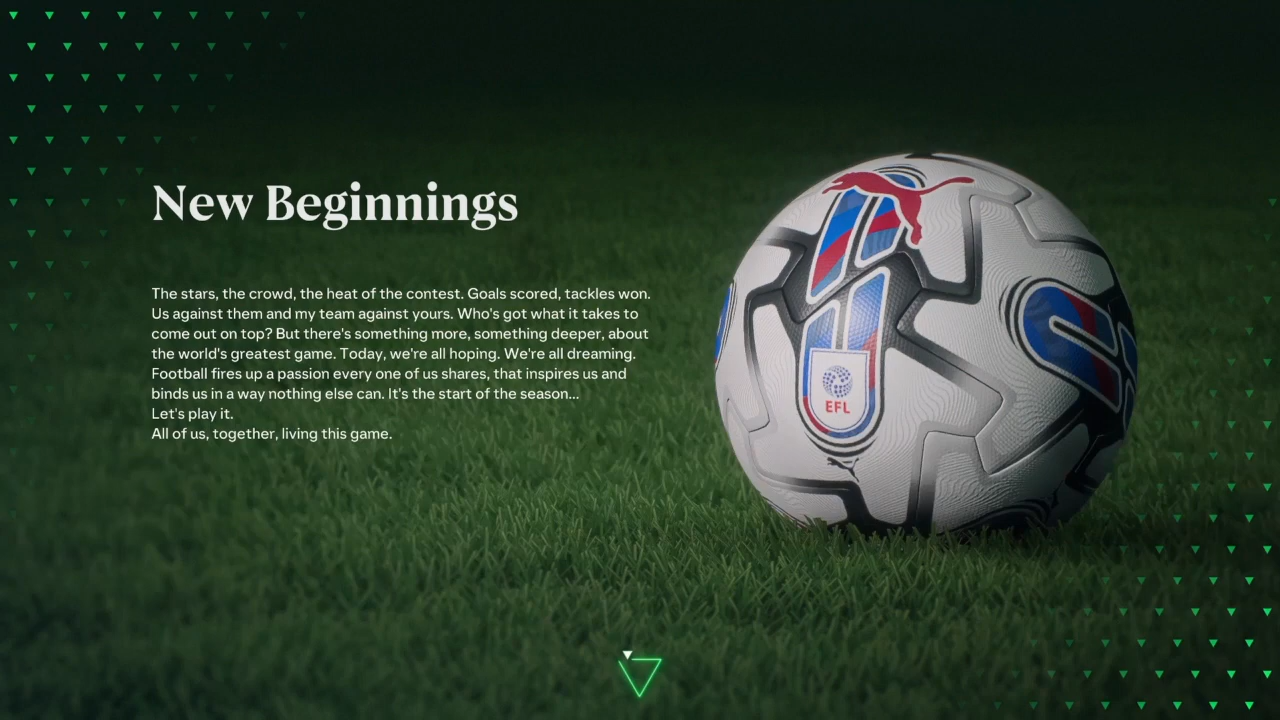 New Beginnings
The stars, the crowd, the heat of the contest. Goals scored, tackles won.
Us against them and my team against yours. Who's got what it takes to
come out on top? But there's something more, something deeper, about
the world's greatest game. Today, we're all hoping. We're all dreaming.
Football fires up a passion every one of us shares, that inspires us and
binds us in a way nothing else can. It's the start of the season...
Let's play it.
All of us, together, living this game.
EFL